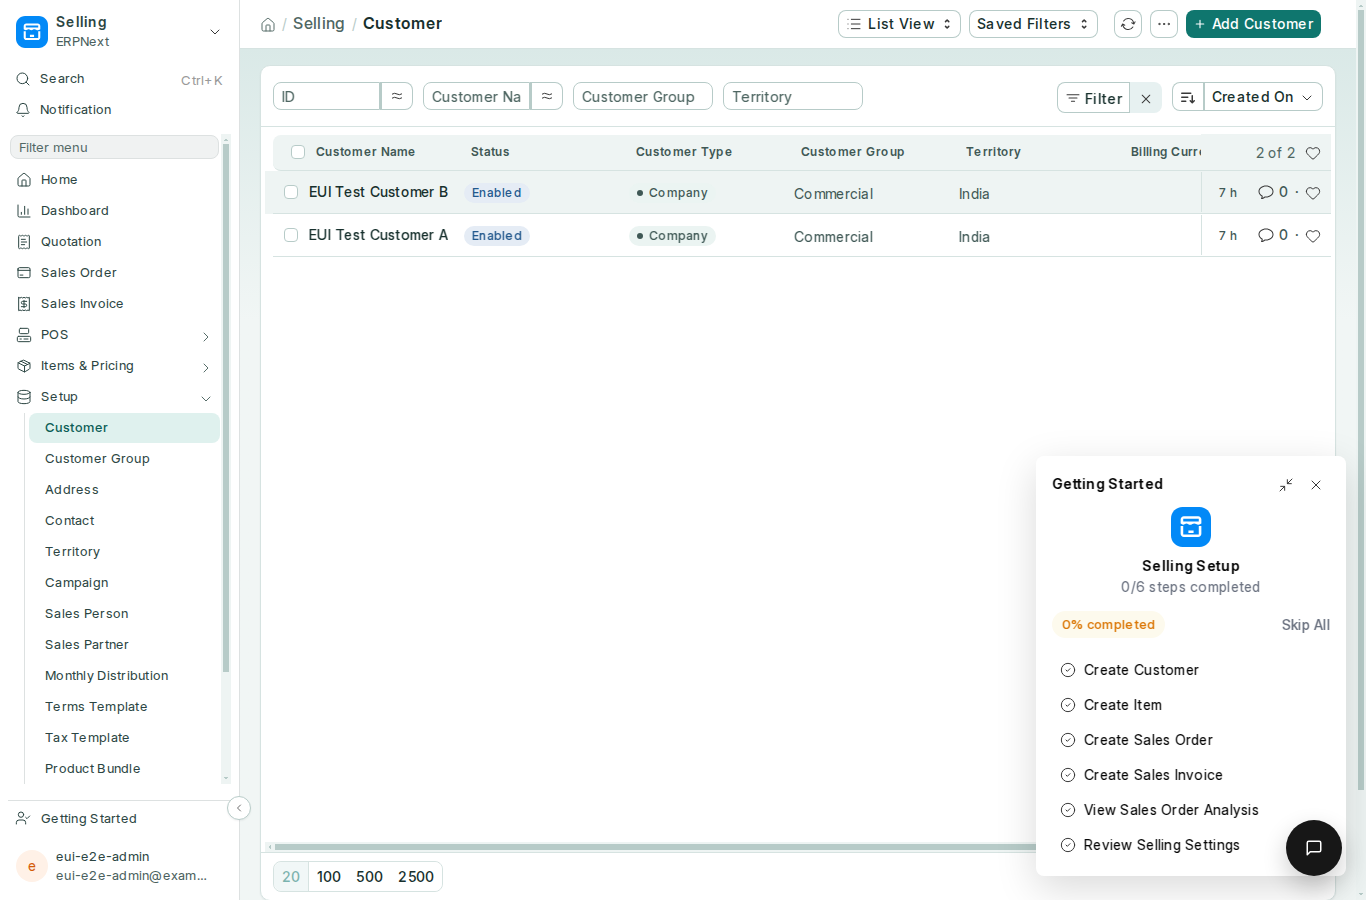 Selling
ERPNext
Search
Ctrl+K
Notification
Filter menu
Home
Dashboard
Quotation
Sales Order
Sales Invoice
POS
Items & Pricing
Setup
Customer
Customer Group
Address
Contact
Territory
Campaign
Sales Person
Sales Partner
Monthly Distribution
Terms Template
Tax Template
Product Bundle
Getting Started
e
eui-e2e-admin
eui-e2e-admin@exam...
/ Selling / Customer
List View
Saved Filters
+ Add Customer
ID
≈
Customer Na
≈
Customer Group
Territory
Filter
Created On
Customer Name Status Customer Type Customer Group Territory Billing Curre 2 of 2
EUI Test Customer B Enabled Company Commercial India 7 h 0 ·
EUI Test Customer A Enabled Company Commercial India 7 h 0 ·
20 100 500 2500
Getting Started
Selling Setup
0/6 steps completed
0% completed
Skip All
Create Customer
Create Item
Create Sales Order
Create Sales Invoice
View Sales Order Analysis
Review Selling Settings